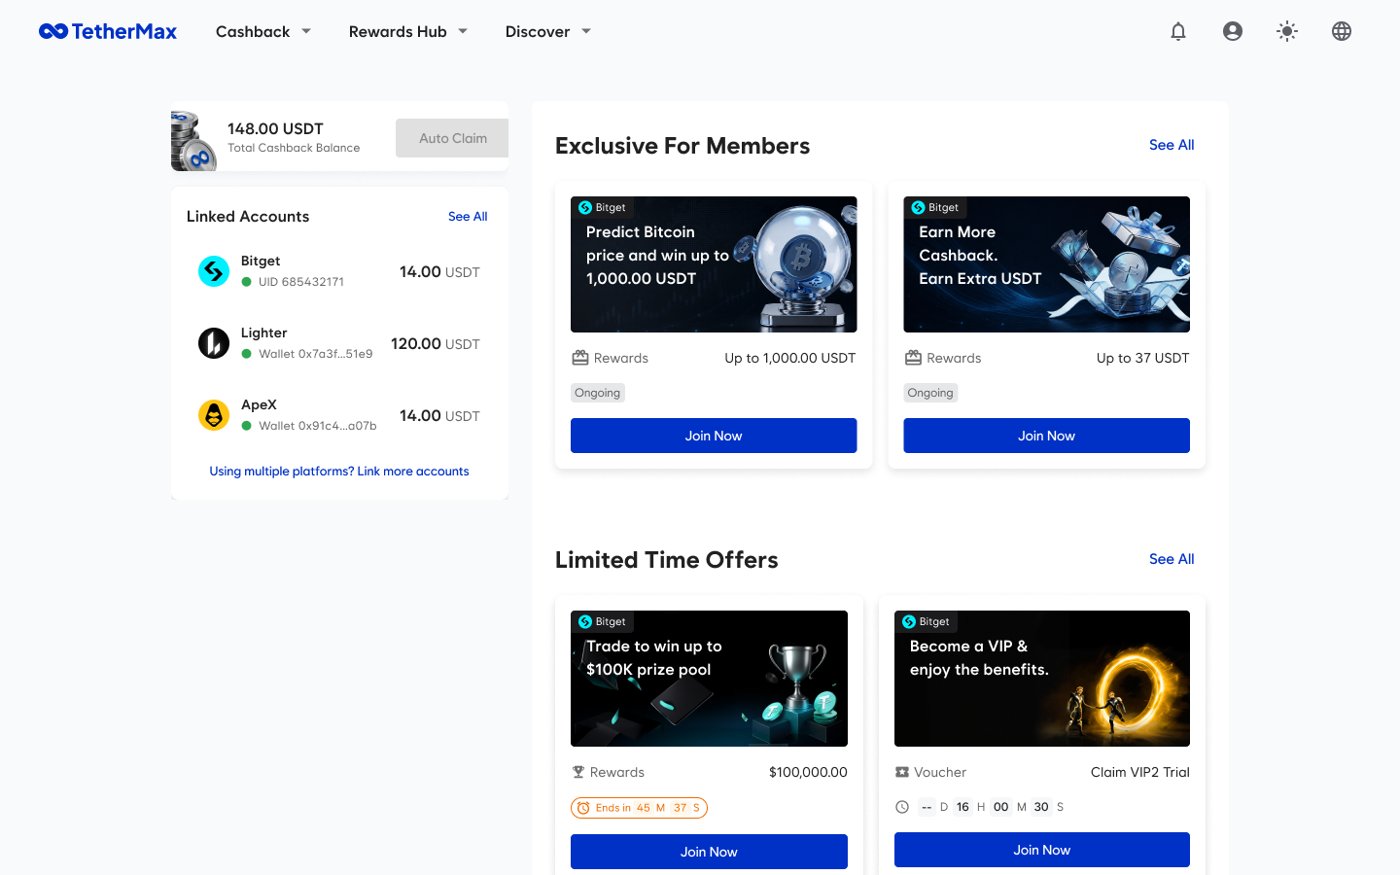 TetherMax
Cashback
Rewards Hub
Discover
148.00 USDT
Total Cashback Balance
Auto Claim
Linked Accounts
See All
Bitget
UID 685432171
14.00 USDT
Lighter
Wallet 0x7a3f...51e9
120.00 USDT
ApeX
Wallet 0x91c4...a07b
14.00 USDT
Using multiple platforms? Link more accounts
Exclusive For Members
See All
Bitget
Predict Bitcoin
price and win up to
1,000.00 USDT
Rewards
Up to 1,000.00 USDT
Ongoing
Join Now
Bitget
Earn More
Cashback.
Earn Extra USDT
Rewards
Up to 37 USDT
Ongoing
Join Now
Limited Time Offers
See All
Bitget
Trade to win up to
$100K prize pool
Rewards
$100,000.00
Ends in 45 M 37 S
Join Now
Bitget
Become a VIP &
enjoy the benefits.
Voucher
Claim VIP2 Trial
-- D 16 H 00 M 30 S
Join Now